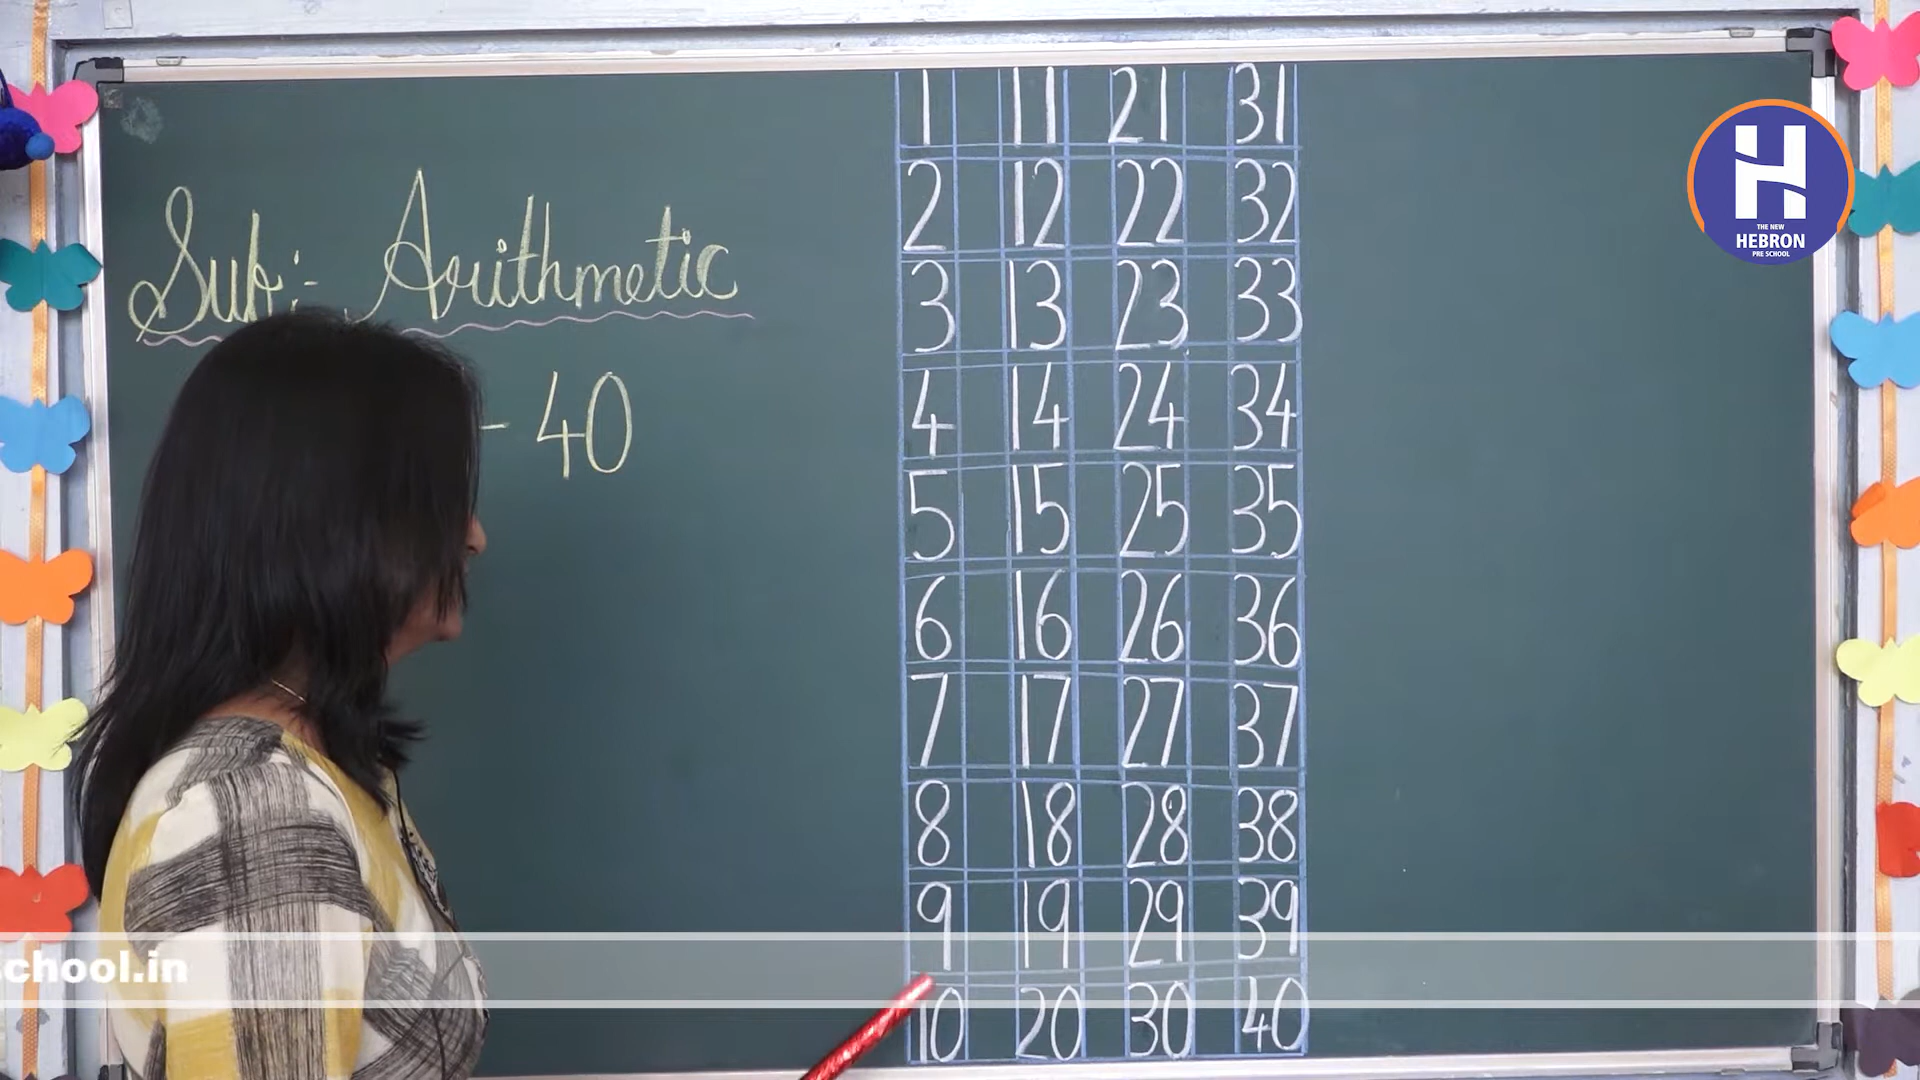 Sub:- Arithmetic
- 40
1 11 21 31
2 12 22 32
3 13 23 33
4 14 24 34
5 15 25 35
6 16 26 36
7 17 27 37
8 18 28 38
9 19 29 39
10 20 30 40
H
THE NEW
HEBRON
PRE SCHOOL
chool.in